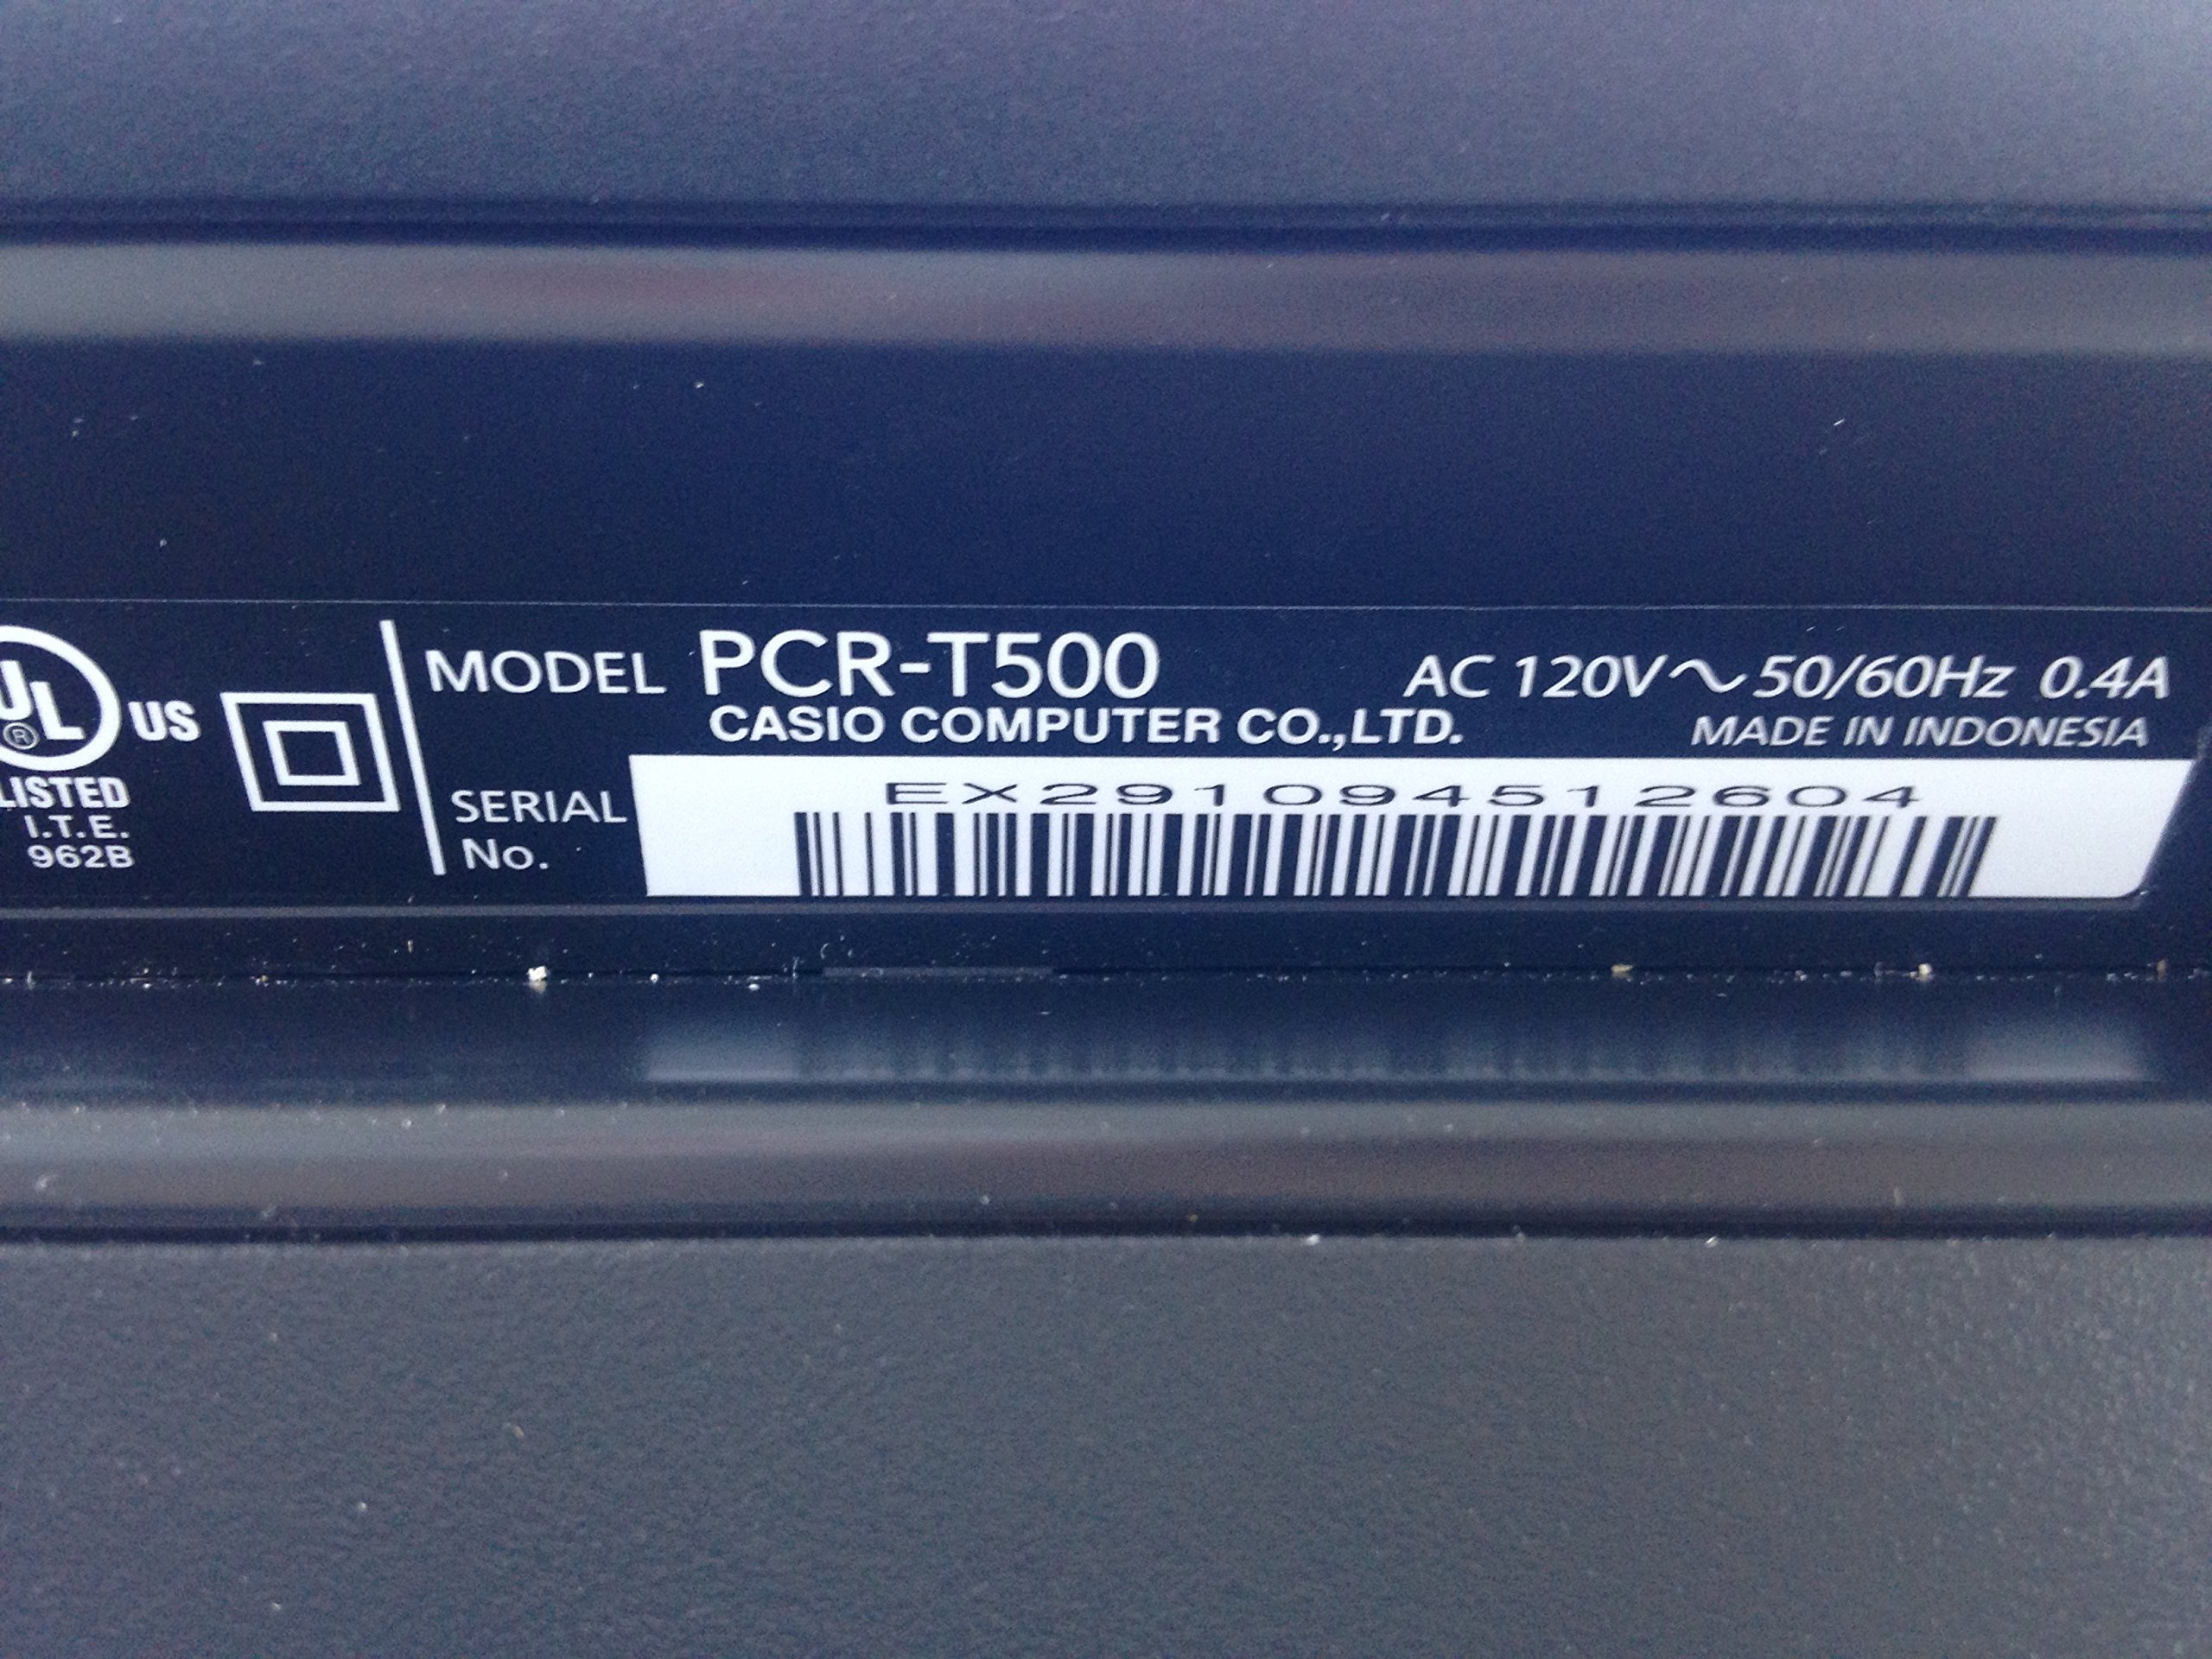 UL
®
US
LISTED
I.T.E.
962B
MODEL PCR-T500
CASIO COMPUTER CO.,LTD.
AC 120V～50/60Hz 0.4A
MADE IN INDONESIA
SERIAL
No.
EX291094512604